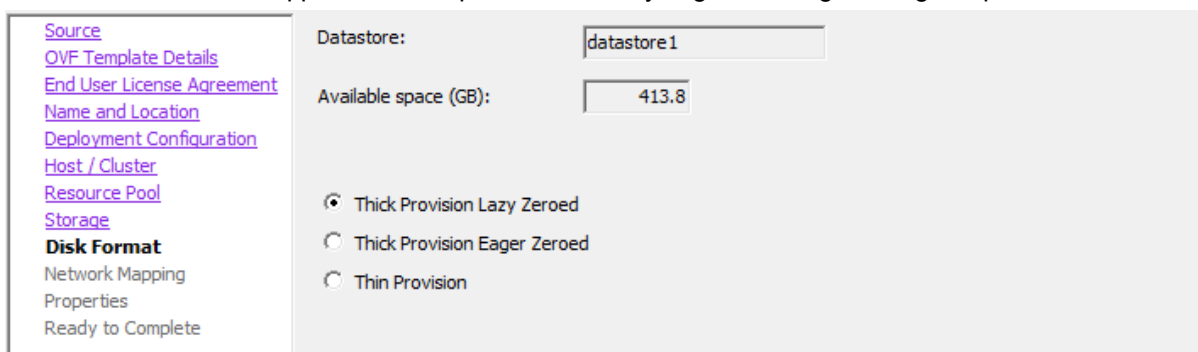 Source
OVF Template Details
End User License Agreement
Name and Location
Deployment Configuration
Host / Cluster
Resource Pool
Storage
Disk Format
Network Mapping
Properties
Ready to Complete
Datastore:
datastore1
Available space (GB):
413.8
Thick Provision Lazy Zeroed
Thick Provision Eager Zeroed
Thin Provision